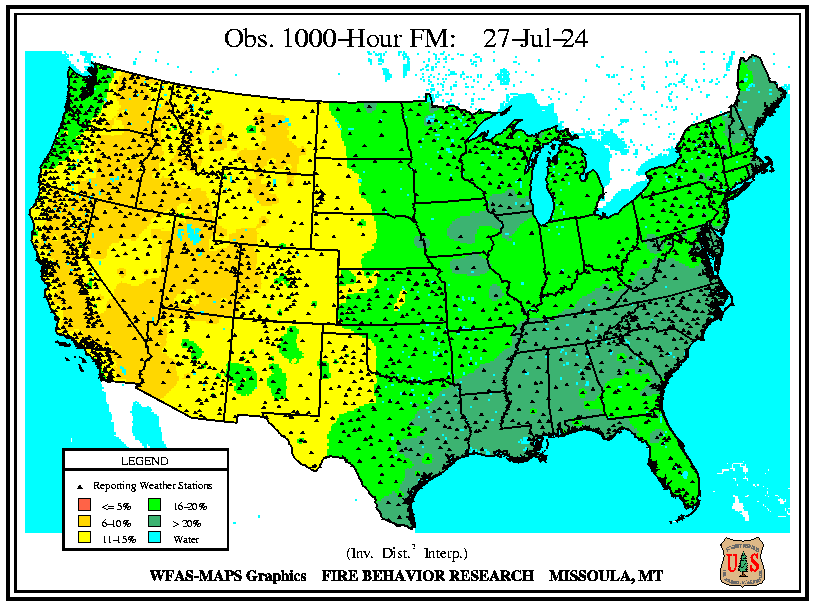 Obs. 1000-Hour FM: 27-Jul-24
LEGEND
Reporting Weather Stations
<= 5% 16-20%
6-10% > 20%
11-15% Water
(Inv. Dist.² Interp.)
WFAS-MAPS Graphics FIRE BEHAVIOR RESEARCH MISSOULA, MT
U S